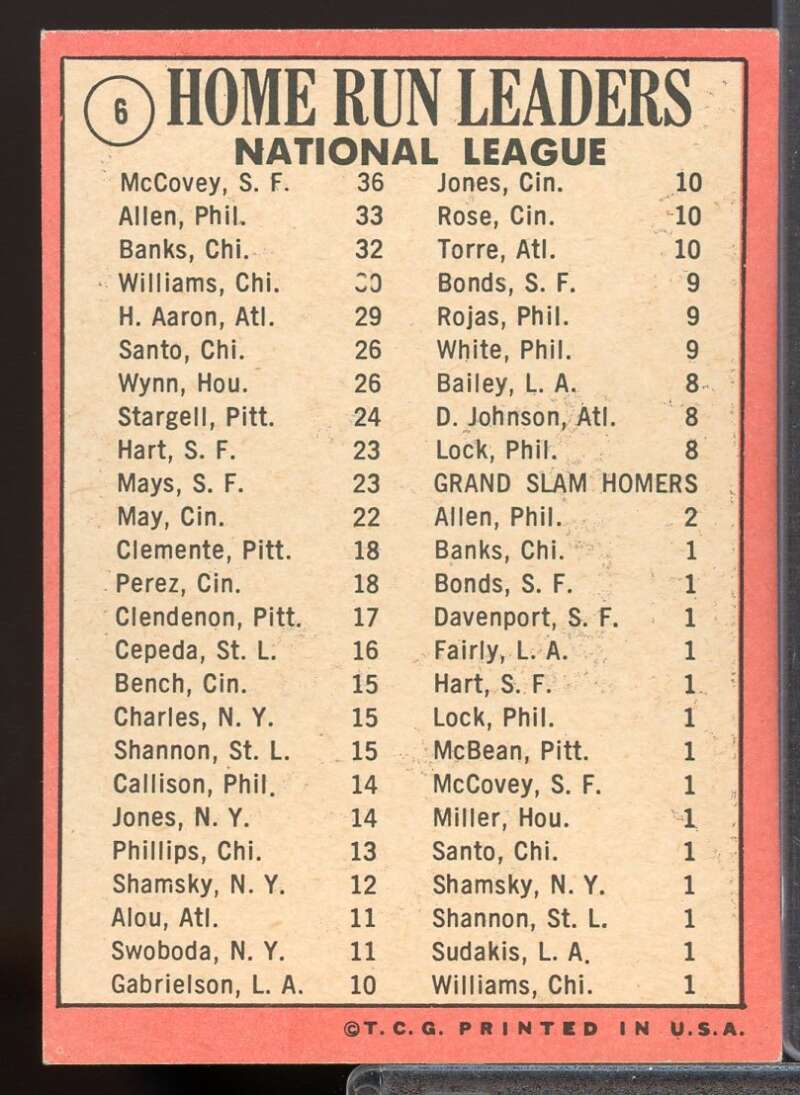 6 HOME RUN LEADERS
NATIONAL LEAGUE
McCovey, S. F. 36
Allen, Phil. 33
Banks, Chi. 32
Williams, Chi. 30
H. Aaron, Atl. 29
Santo, Chi. 26
Wynn, Hou. 26
Stargell, Pitt. 24
Hart, S. F. 23
Mays, S. F. 23
May, Cin. 22
Clemente, Pitt. 18
Perez, Cin. 18
Clendenon, Pitt. 17
Cepeda, St. L. 16
Bench, Cin. 15
Charles, N. Y. 15
Shannon, St. L. 15
Callison, Phil. 14
Jones, N. Y. 14
Phillips, Chi. 13
Shamsky, N. Y. 12
Alou, Atl. 11
Swoboda, N. Y. 11
Gabrielson, L. A. 10
Jones, Cin. 10
Rose, Cin. 10
Torre, Atl. 10
Bonds, S. F. 9
Rojas, Phil. 9
White, Phil. 9
Bailey, L. A. 8
D. Johnson, Atl. 8
Lock, Phil. 8
GRAND SLAM HOMERS
Allen, Phil. 2
Banks, Chi. 1
Bonds, S. F. 1
Davenport, S. F. 1
Fairly, L. A. 1
Hart, S. F. 1
Lock, Phil. 1
McBean, Pitt. 1
McCovey, S. F. 1
Miller, Hou. 1
Santo, Chi. 1
Shamsky, N. Y. 1
Shannon, St. L. 1
Sudakis, L. A. 1
Williams, Chi. 1
©T. C. G. PRINTED IN U.S.A.